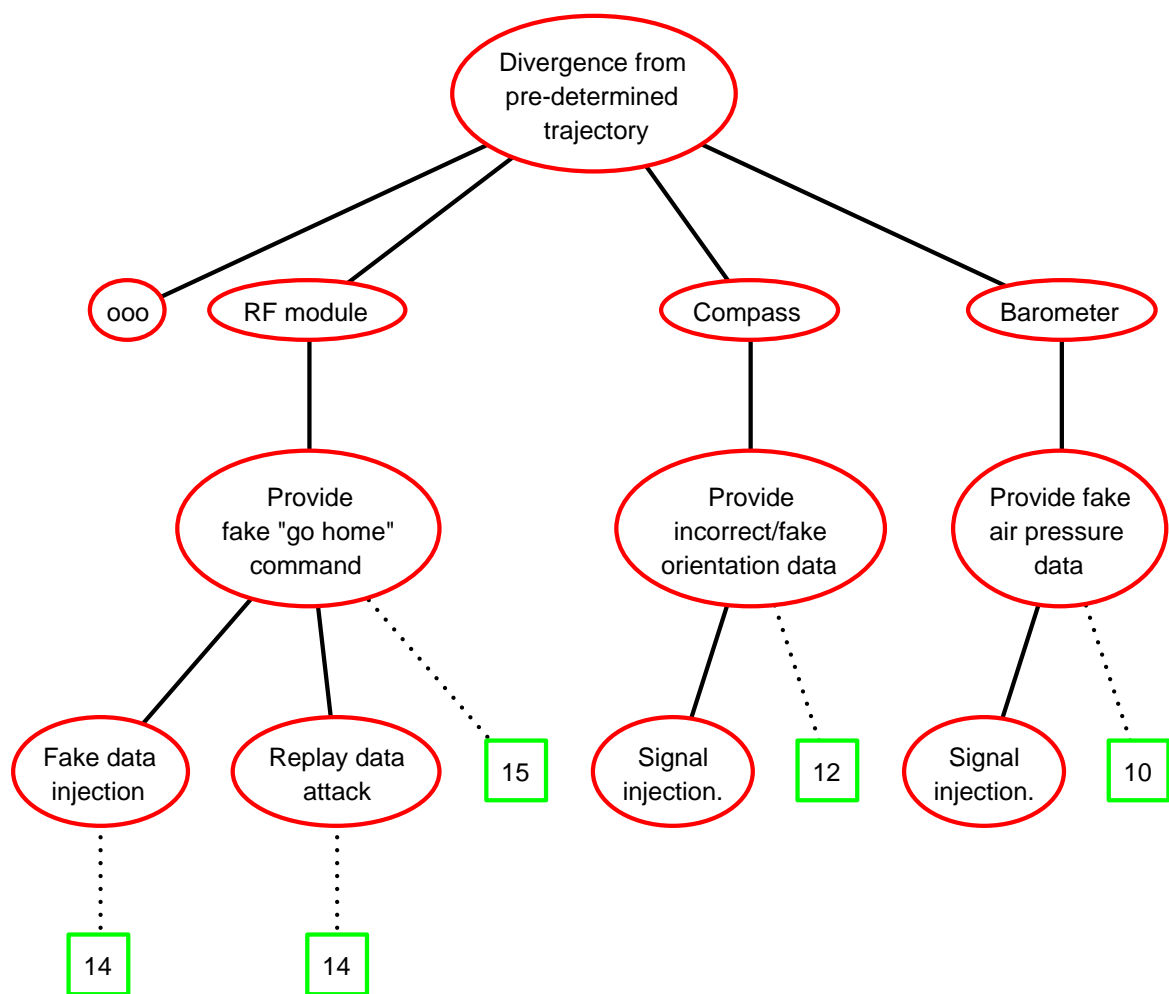 Divergence from
pre-determined
trajectory
ooo
RF module
Compass
Barometer
Provide
fake "go home"
command
Provide
incorrect/fake
orientation data
Provide fake
air pressure
data
Fake data
injection
Replay data
attack
15
Signal
injection.
12
Signal
injection.
10
14
14